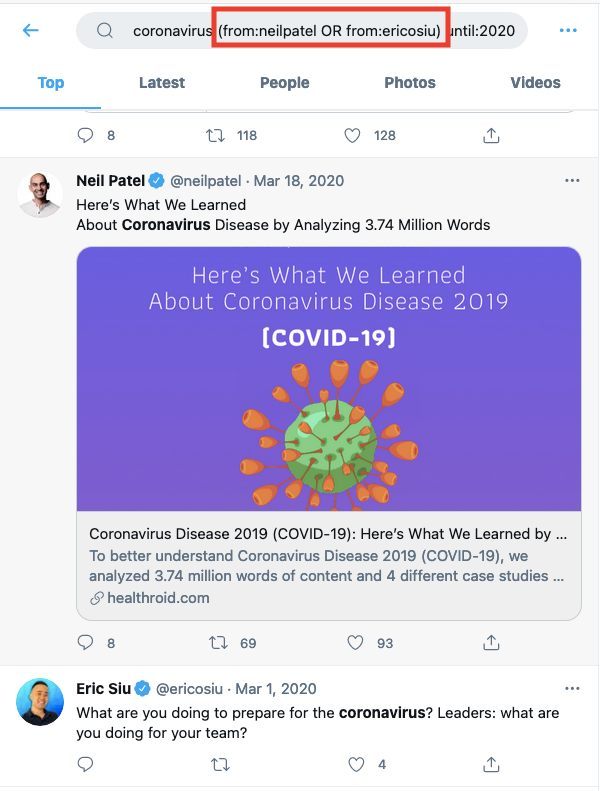 coronavirus (from:neilpatel OR from:ericosiu) until:2020
Top Latest People Photos Videos
8 118 128
Neil Patel @neilpatel · Mar 18, 2020
Here's What We Learned
About Coronavirus Disease by Analyzing 3.74 Million Words
Here's What We Learned
About Coronavirus Disease 2019
[COVID-19]
Coronavirus Disease 2019 (COVID-19): Here's What We Learned by ...
To better understand Coronavirus Disease 2019 (COVID-19), we
analyzed 3.74 million words of content and 4 different case studies ...
healthroid.com
8 69 93
Eric Siu @ericosiu · Mar 1, 2020
What are you doing to prepare for the coronavirus? Leaders: what are
you doing for your team?
4